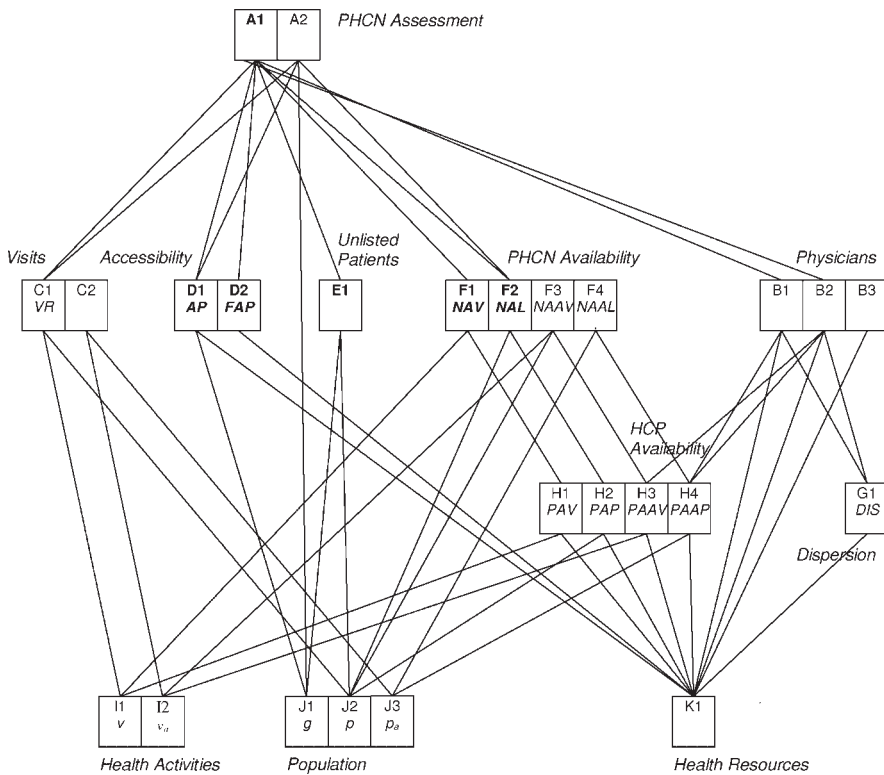 A1 A2 PHCN Assessment
Visits Accessibility Unlisted Patients PHCN Availability Physicians
C1 C2 D1 D2 E1 F1 F2 F3 F4 B1 B2 B3
VR AP FAP NAV NAL NAAV NAAL
HCP
Availability
H1 H2 H3 H4 G1
PAV PAP PAAV PAAP DIS
Dispersion
I1 I2 J1 J2 J3 K1
v vn g p pa
Health Activities Population Health Resources